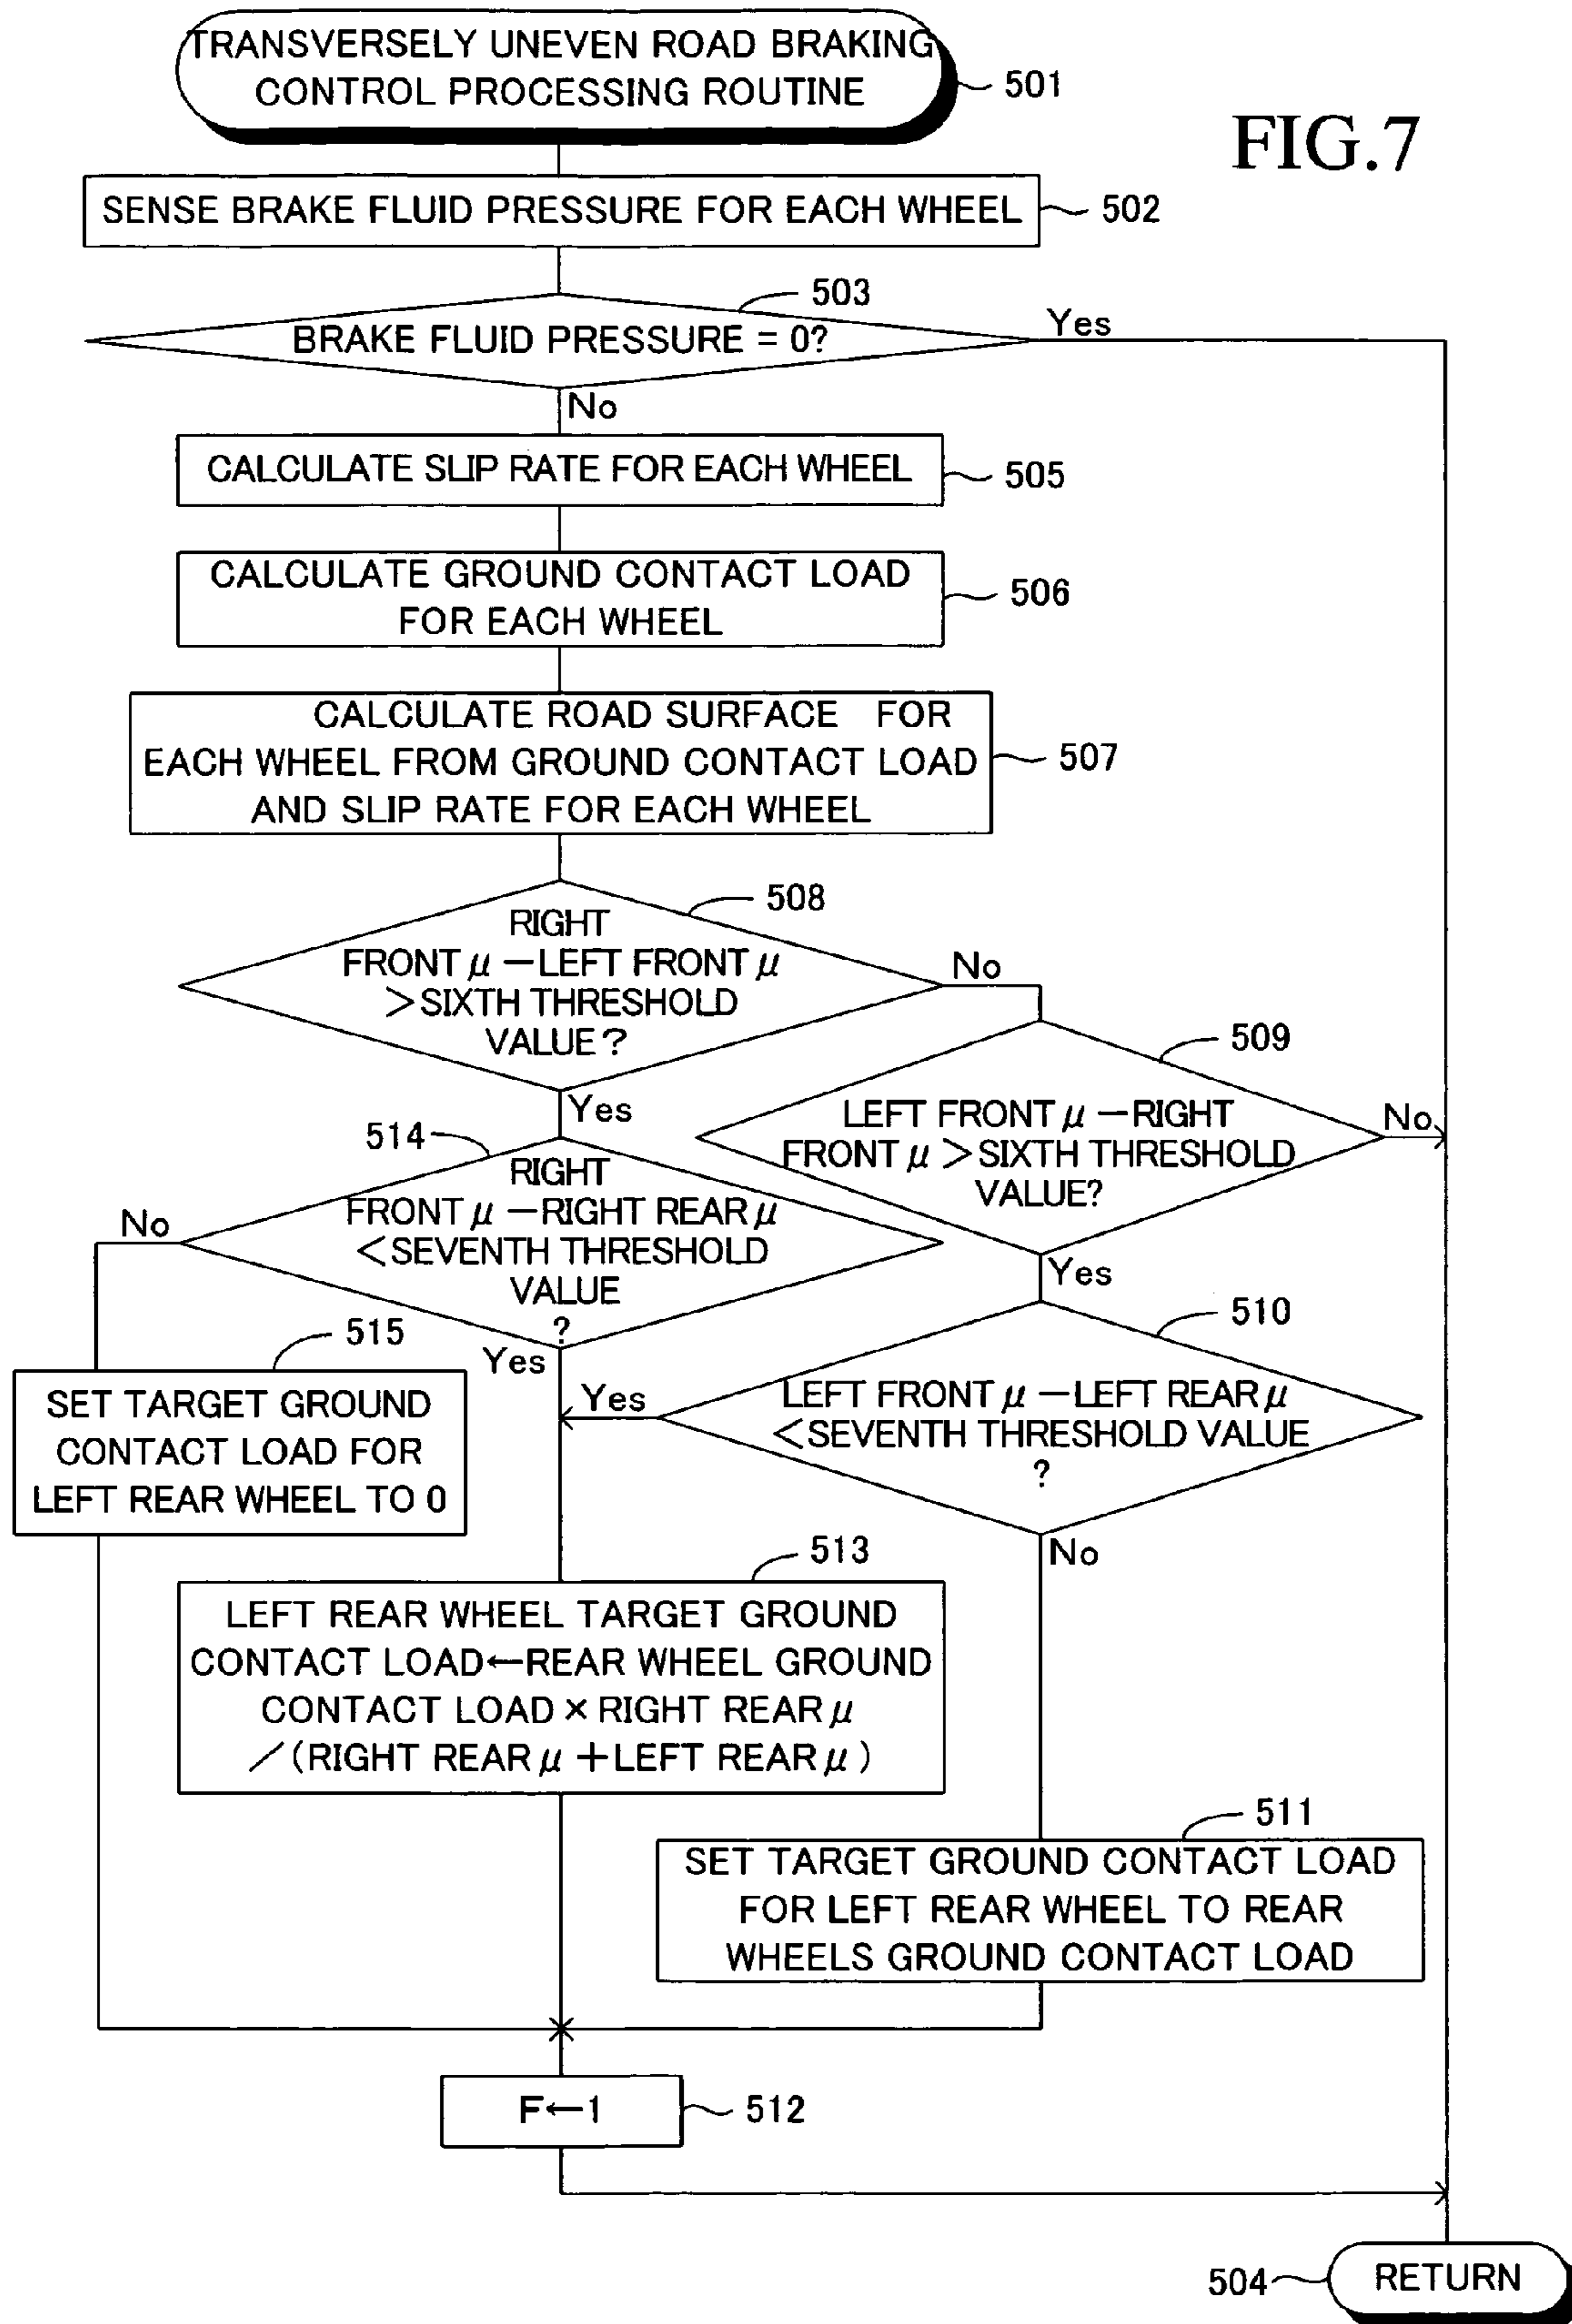 TRANSVERSELY UNEVEN ROAD BRAKING
CONTROL PROCESSING ROUTINE
501
FIG.7
SENSE BRAKE FLUID PRESSURE FOR EACH WHEEL
502
503
BRAKE FLUID PRESSURE = 0?
Yes
No
CALCULATE SLIP RATE FOR EACH WHEEL
505
CALCULATE GROUND CONTACT LOAD
FOR EACH WHEEL
506
CALCULATE ROAD SURFACE FOR
EACH WHEEL FROM GROUND CONTACT LOAD
AND SLIP RATE FOR EACH WHEEL
507
508
RIGHT
FRONT μ －LEFT FRONT μ
＞SIXTH THRESHOLD
VALUE?
No
Yes
509
LEFT FRONT μ －RIGHT
FRONT μ ＞SIXTH THRESHOLD
VALUE?
No
Yes
514
RIGHT
FRONT μ －RIGHT REAR μ
＜SEVENTH THRESHOLD
VALUE
?
No
Yes
510
LEFT FRONT μ －LEFT REAR μ
＜SEVENTH THRESHOLD VALUE
?
Yes
No
515
SET TARGET GROUND
CONTACT LOAD FOR
LEFT REAR WHEEL TO 0
513
LEFT REAR WHEEL TARGET GROUND
CONTACT LOAD←REAR WHEEL GROUND
CONTACT LOAD × RIGHT REAR μ
／(RIGHT REAR μ ＋LEFT REAR μ )
511
SET TARGET GROUND CONTACT LOAD
FOR LEFT REAR WHEEL TO REAR
WHEELS GROUND CONTACT LOAD
F←1
512
504
RETURN